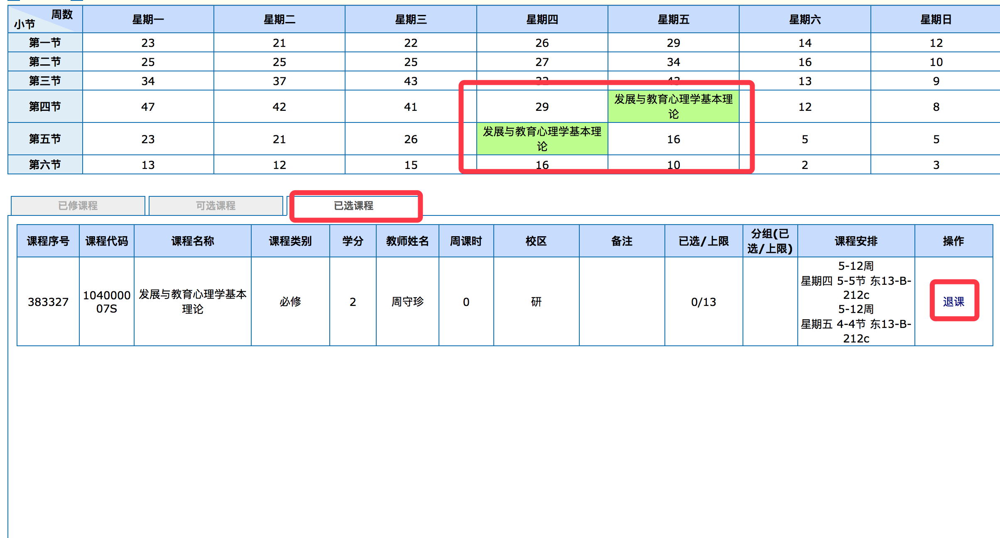 周数
小节
星期一 星期二 星期三 星期四 星期五 星期六 星期日
第一节 23 21 22 26 29 14 12
第二节 25 25 25 27 34 16 10
第三节 34 37 43 32 43 13 9
第四节 47 42 41 29 发展与教育心理学基本理 12 8
论
第五节 23 21 26 发展与教育心理学基本理 16 5 5
论
第六节 13 12 15 16 10 2 3
已修课程 可选课程 已选课程
课程序号 课程代码 课程名称 课程类别 学分 教师姓名 周课时 校区 备注 已选/上限 分组(已 课程安排 操作
选/上限)
383327 1040000 发展与教育心理学基本 必修 2 周守珍 0 研 0/13 5-12周 退课
07S 理论 星期四 5-5节 东13-B-
212c
5-12周
星期五 4-4节 东13-B-
212c